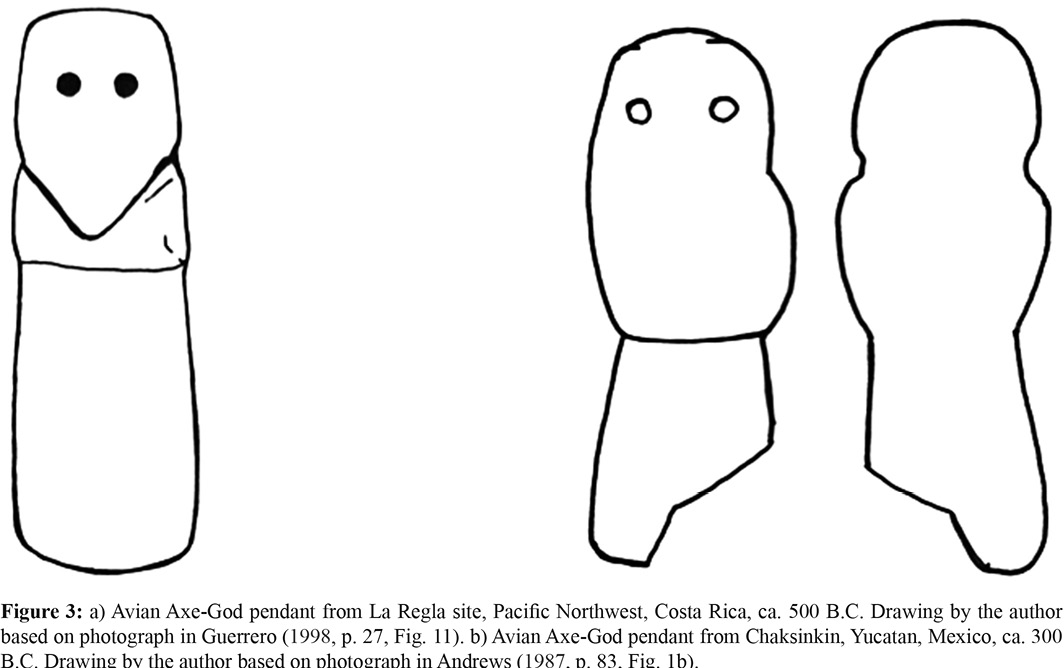 Figure 3: a) Avian Axe-God pendant from La Regla site, Pacific Northwest, Costa Rica, ca. 500 B.C. Drawing by the author
based on photograph in Guerrero (1998, p. 27, Fig. 11). b) Avian Axe-God pendant from Chaksinkin, Yucatan, Mexico, ca. 300
B.C. Drawing by the author based on photograph in Andrews (1987, p. 83, Fig. 1b).